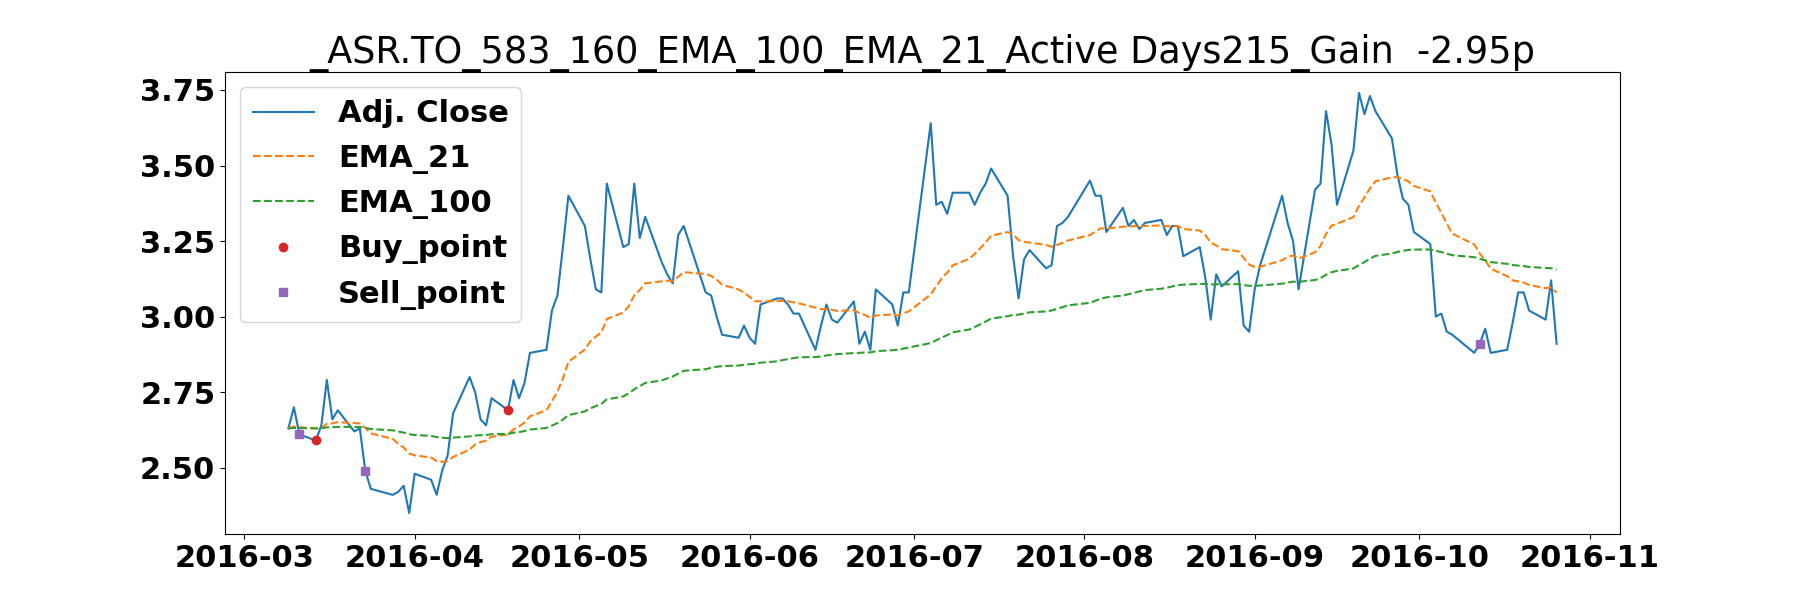 _ASR.TO_583_160_EMA_100_EMA_21_Active Days215_Gain  -2.95p
3.75
3.50
3.25
3.00
2.75
2.50
Adj. Close
EMA_21
EMA_100
Buy_point
Sell_point
2016-03 2016-04 2016-05 2016-06 2016-07 2016-08 2016-09 2016-10 2016-11